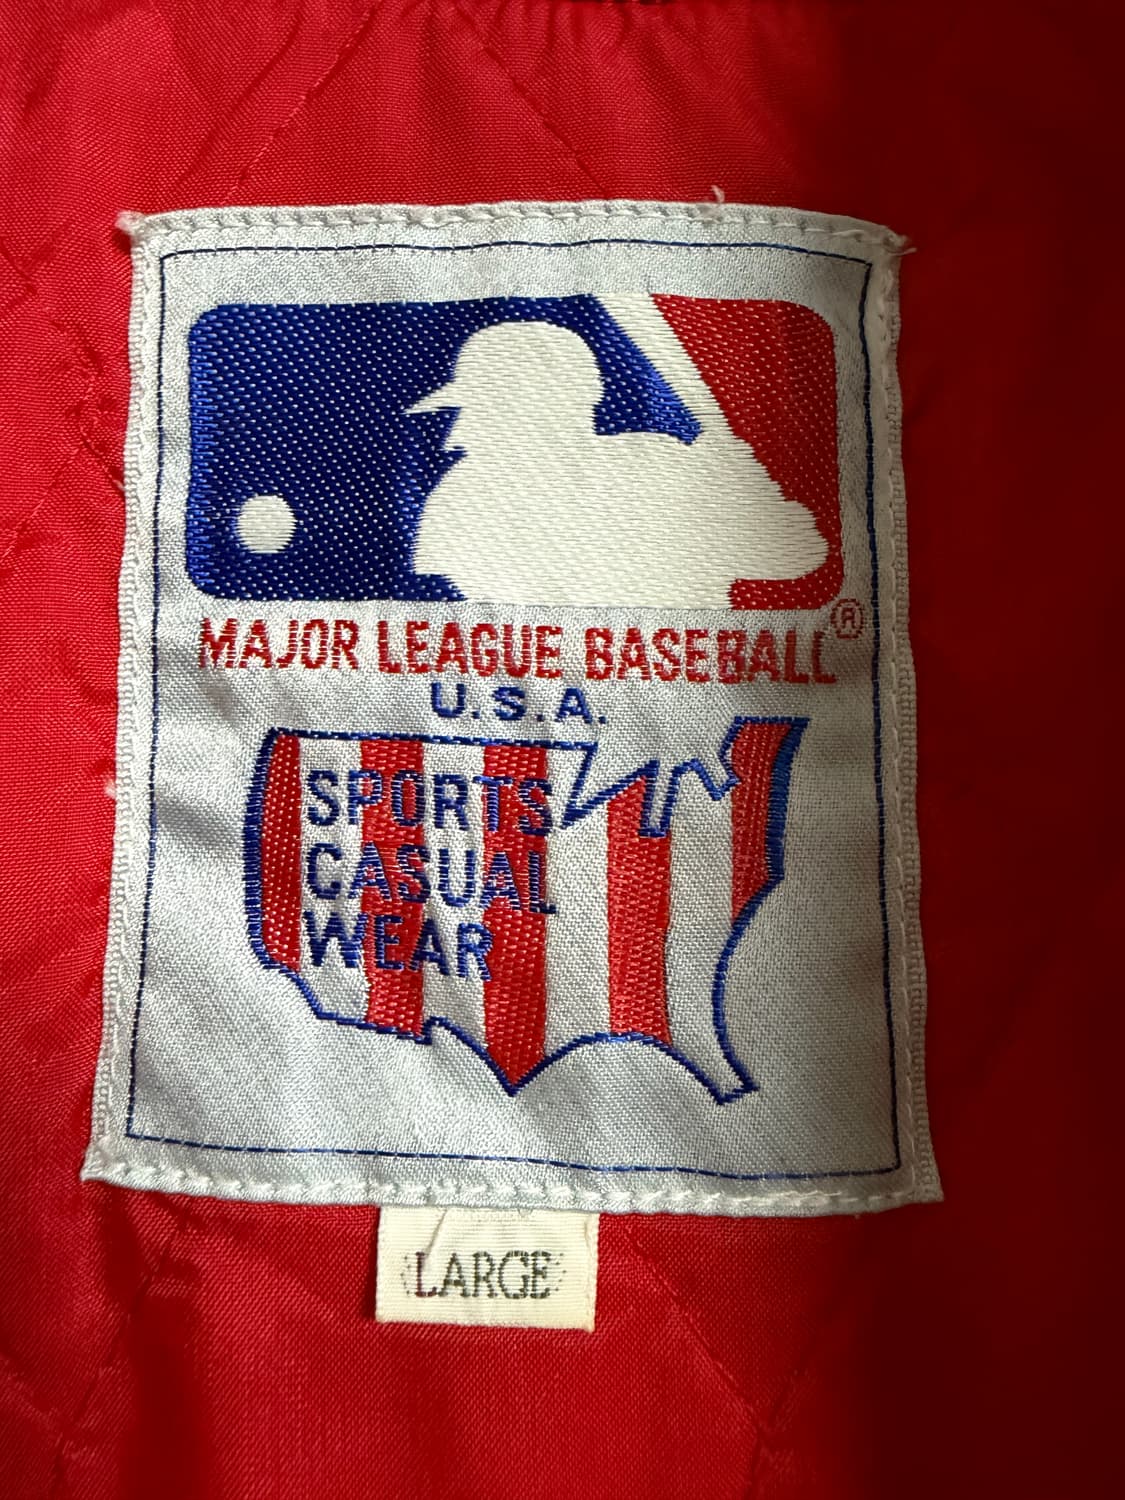 MAJOR LEAGUE BASEBALL®
U.S.A.
SPORTS
CASUAL
WEAR
LARGE